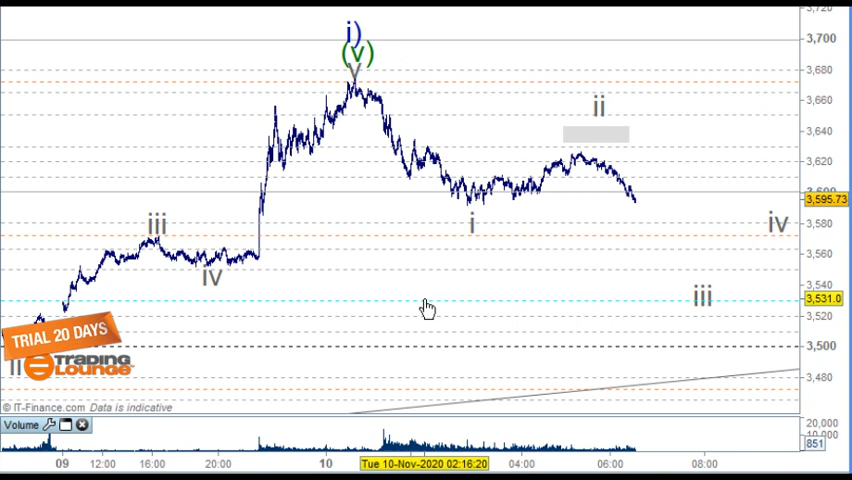 3,720
i)
3,700
(v)
v
3,680
3,660
ii
3,640
3,620
3,600
3,595.73
iii
i
iv
3,580
3,560
iv
3,540
iii
3,531.0
3,520
TRIAL 20 DAYS
3,500
II
Trading
LOUNGE
3,480
© IT-Finance.com Data is indicative
Volume
20,000
10,000
851
09 12:00 16:00 20:00 10 Tue 10-Nov-2020 02:16:20 04:00 06:00 08:00